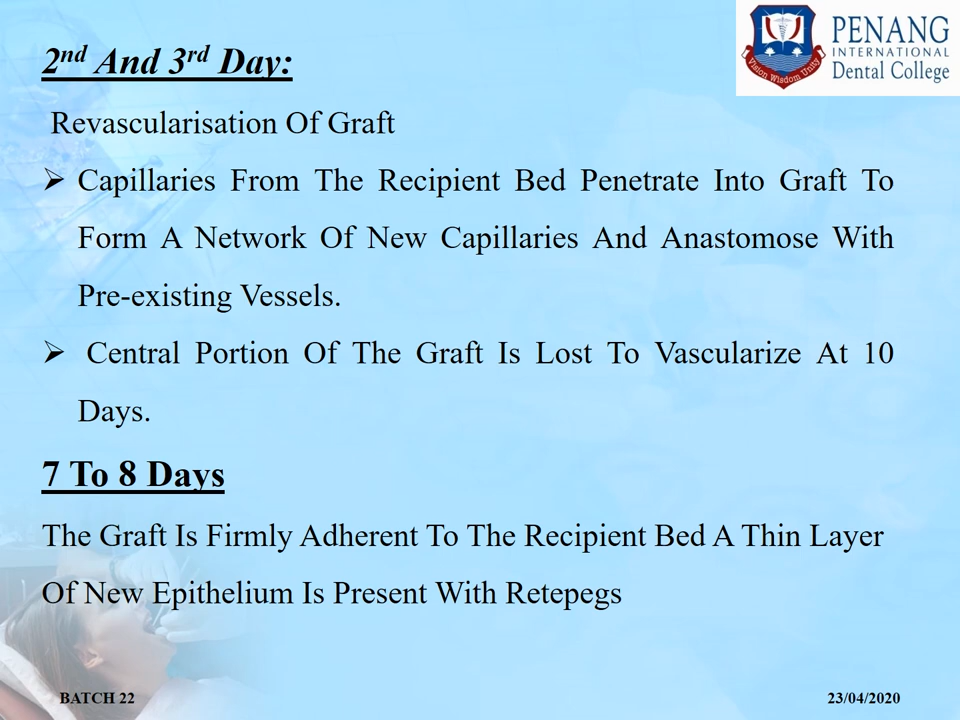 PENANG
INTERNATIONAL
Dental College
Vision Wisdom Unity
2nd And 3rd Day:
Revascularisation Of Graft
➢ Capillaries From The Recipient Bed Penetrate Into Graft To
Form A Network Of New Capillaries And Anastomose With
Pre-existing Vessels.
➢ Central Portion Of The Graft Is Lost To Vascularize At 10
Days.
7 To 8 Days
The Graft Is Firmly Adherent To The Recipient Bed A Thin Layer
Of New Epithelium Is Present With Retepegs
BATCH 22
23/04/2020